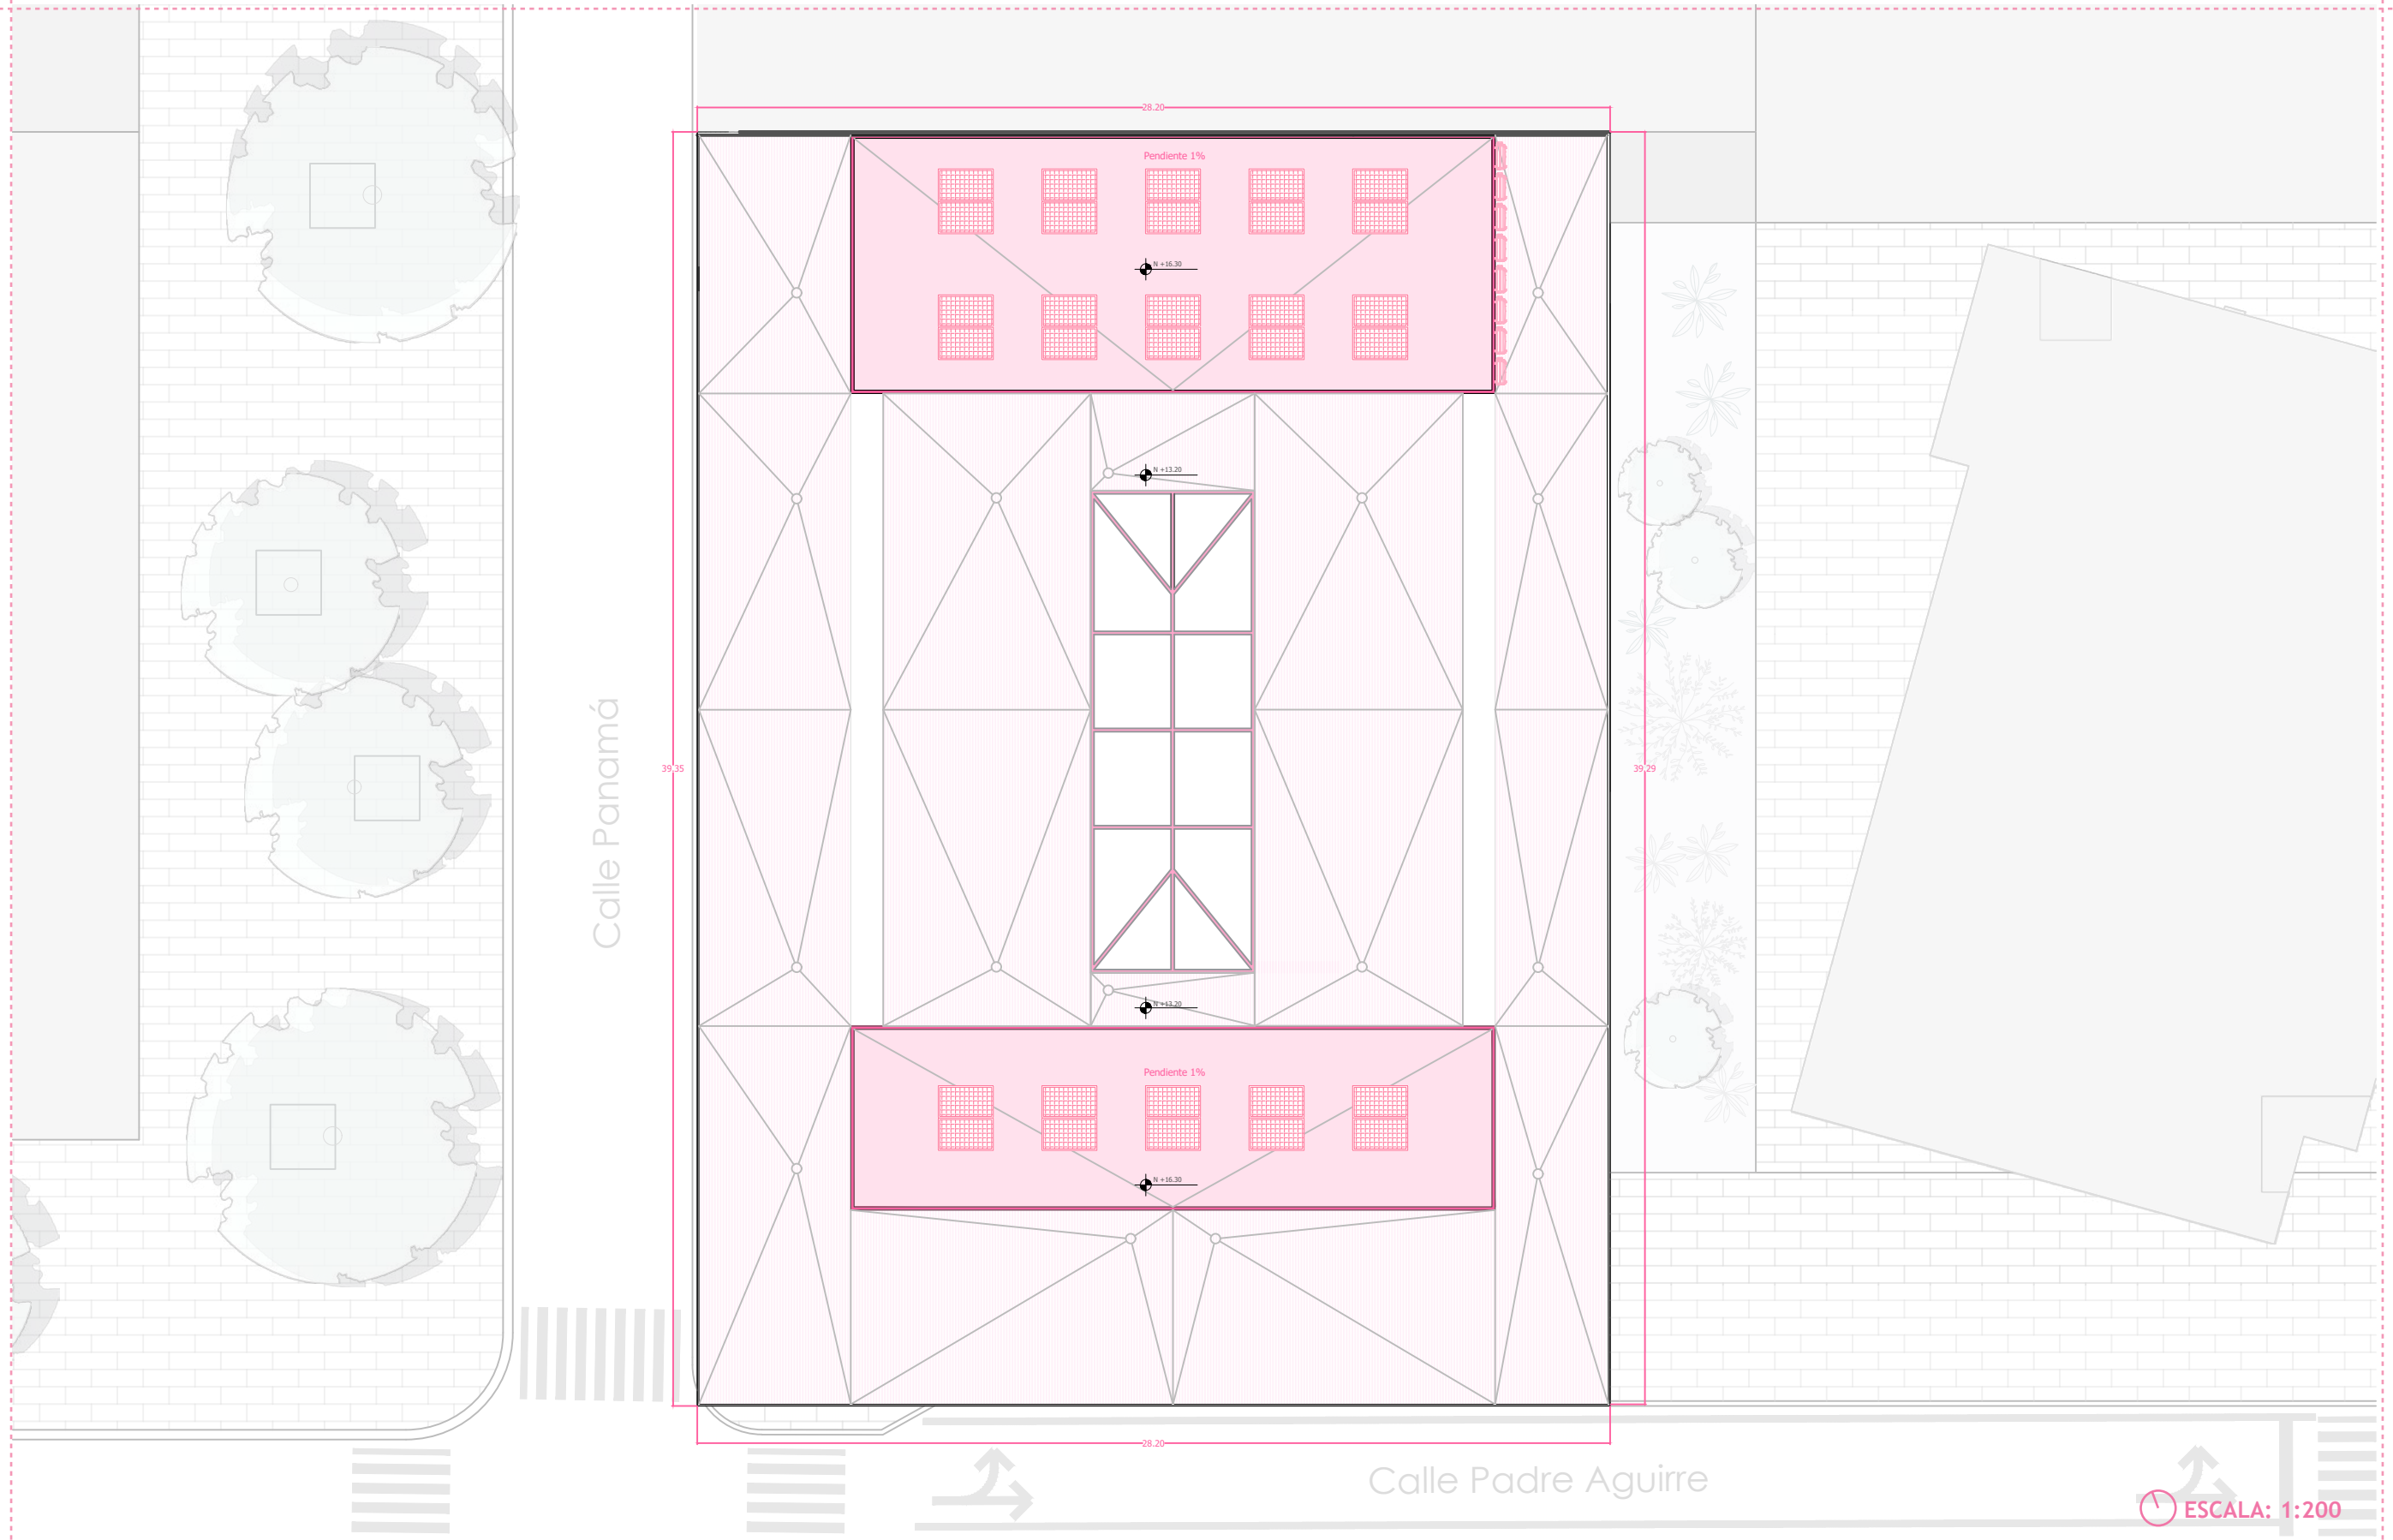 28.20
Pendiente 1%
N +16.30
N +13.20
Calle Panamá
39.35
39.29
N +13.20
Pendiente 1%
N +16.30
28.20
Calle Padre Aguirre
ESCALA: 1:200